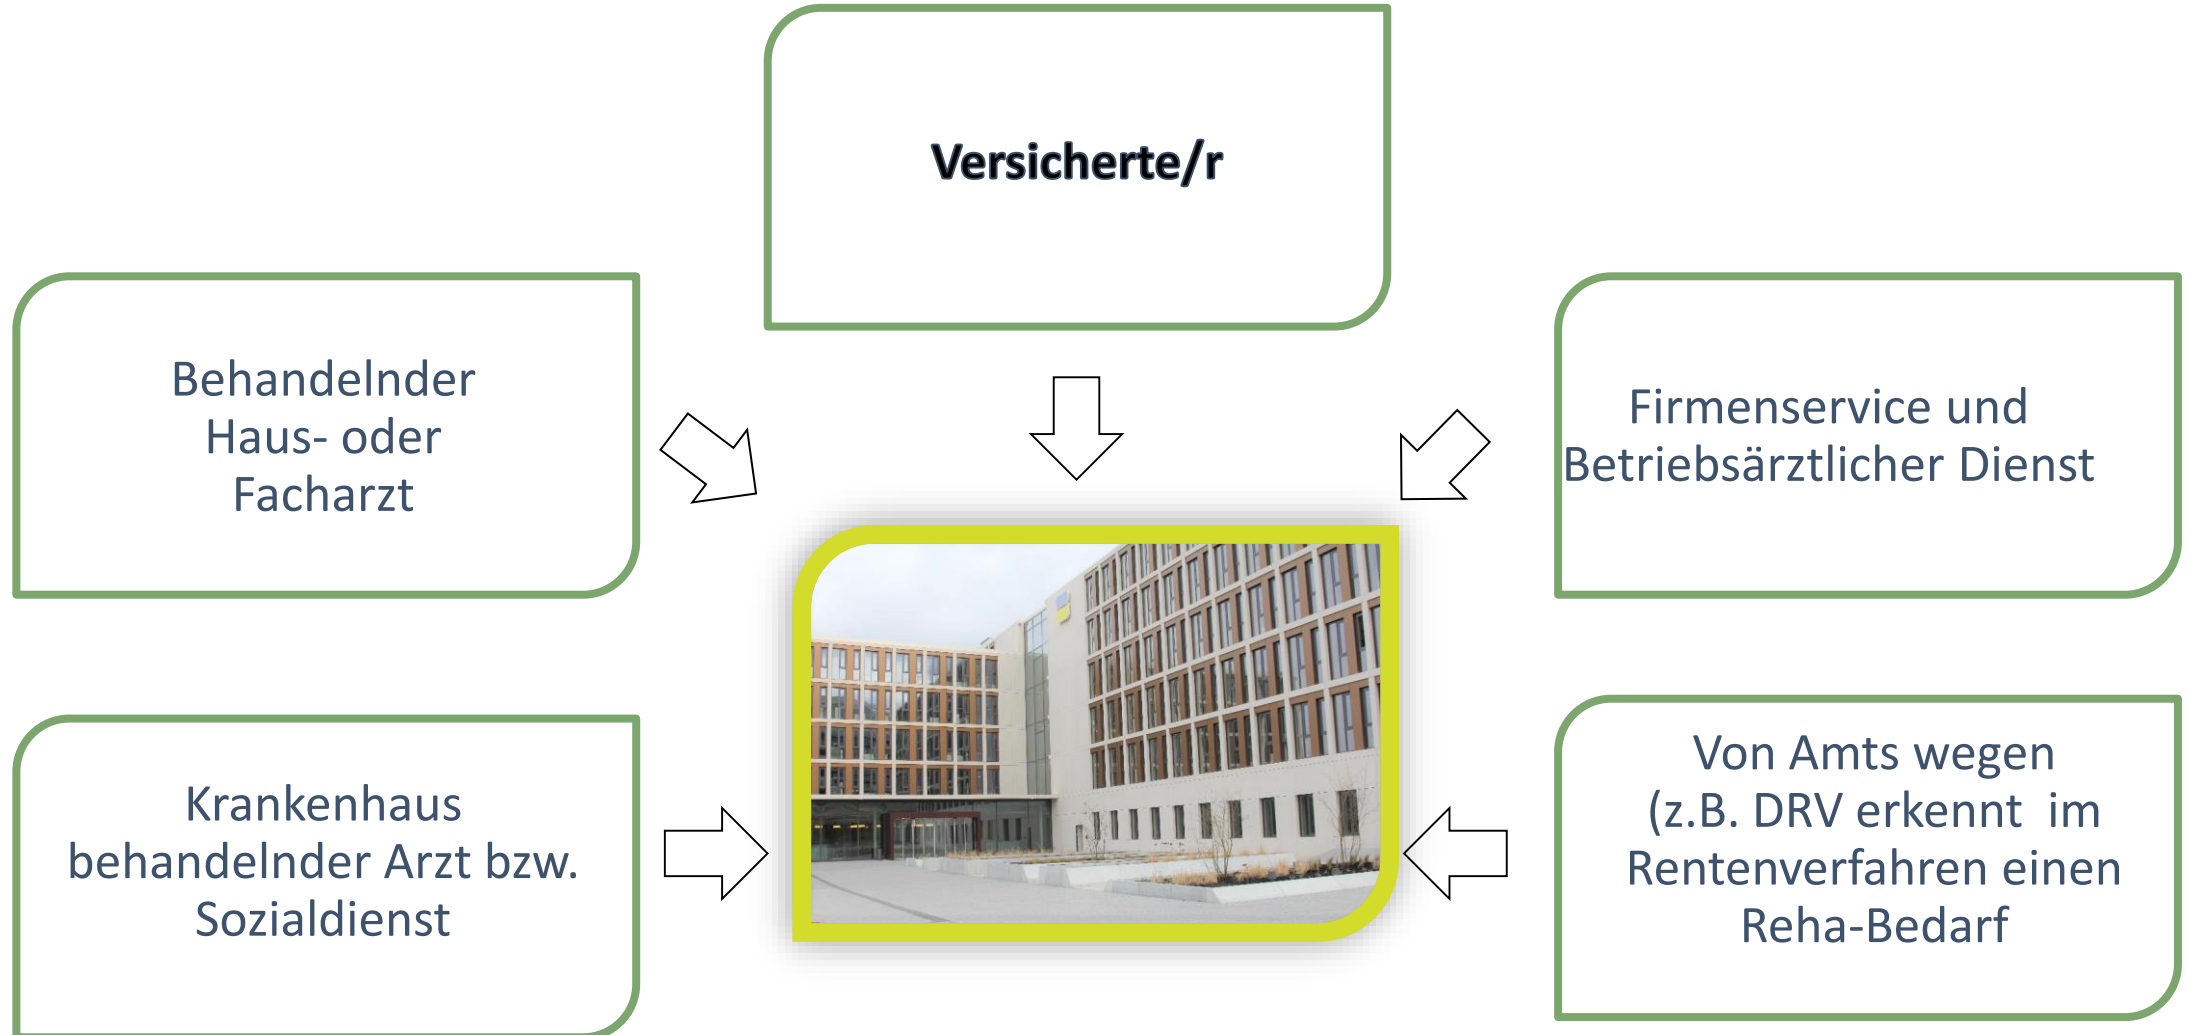 Versicherte/r
Behandelnder
Haus- oder
Facharzt
Firmenservice und
Betriebsärztlicher Dienst
Krankenhaus
behandelnder Arzt bzw.
Sozialdienst
Von Amts wegen
(z.B. DRV erkennt  im
Rentenverfahren einen
Reha-Bedarf